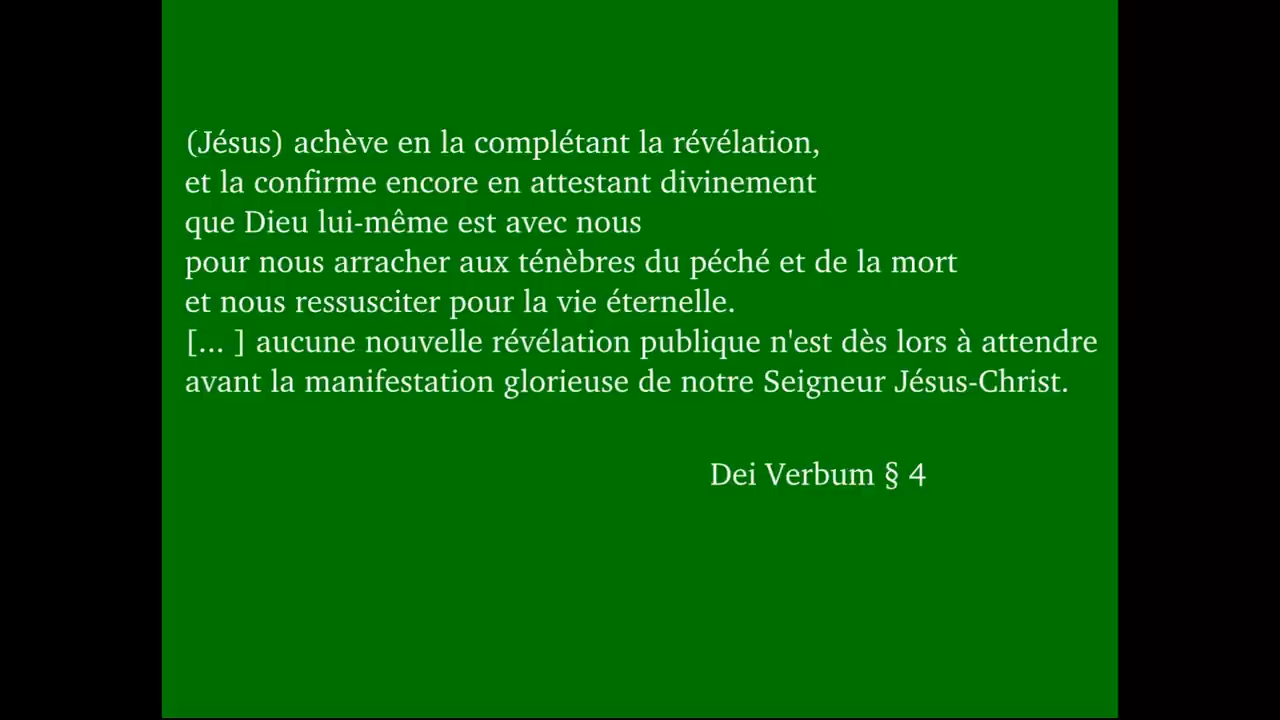 (Jésus) achève en la complétant la révélation,
et la confirme encore en attestant divinement
que Dieu lui-même est avec nous
pour nous arracher aux ténèbres du péché et de la mort
et nous ressusciter pour la vie éternelle.
[... ] aucune nouvelle révélation publique n'est dès lors à attendre
avant la manifestation glorieuse de notre Seigneur Jésus-Christ.
Dei Verbum § 4